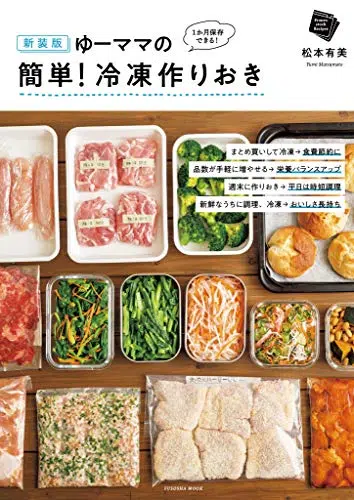 新装版
ゆーママの
1か月保存
できる!
簡単!冷凍作りおき
松本有美
Yumi Matsumoto
まとめ買いして冷凍→食費節約に
品数が手軽に増やせる→栄養バランスアップ
週末に作りおき→平日は時短調理
新鮮なうちに調理、冷凍→おいしさ長持ち
FUSOSHA MOOK